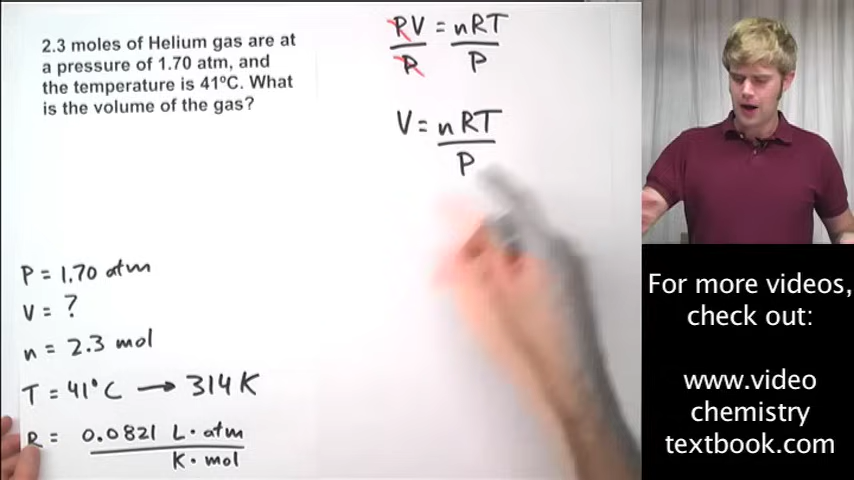 2.3 moles of Helium gas are at
a pressure of 1.70 atm, and
the temperature is 41ºC. What
is the volume of the gas?
PV = nRT
P P
V = nRT
P
P = 1.70 atm
V = ?
n = 2.3 mol
T = 41°C → 314 K
R = 0.0821 L · atm
K · mol
For more videos,
check out:
www.video
chemistry
textbook.com